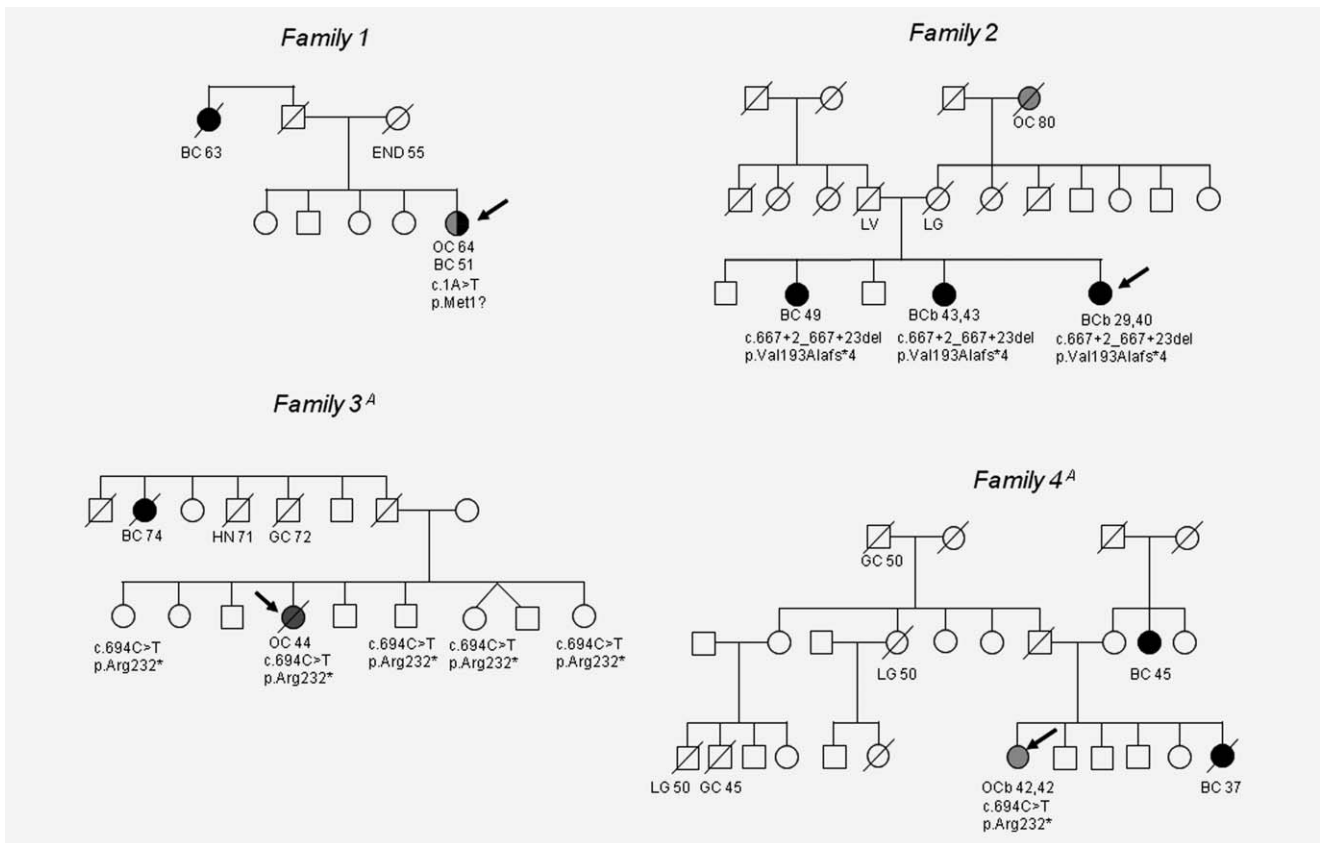 Family 1
BC 63
END 55
OC 64
BC 51
c.1A>T
p.Met1?
Family 2
OC 80
LV
LG
BC 49
c.667+2_667+23del
p.Val193Alafs*4
BCb 43,43
c.667+2_667+23del
p.Val193Alafs*4
BCb 29,40
c.667+2_667+23del
p.Val193Alafs*4
Family 3 A
BC 74
HN 71
GC 72
c.694C>T
p.Arg232*
OC 44
c.694C>T
p.Arg232*
c.694C>T
p.Arg232*
c.694C>T
p.Arg232*
c.694C>T
p.Arg232*
Family 4 A
GC 50
LG 50
BC 45
LG 50
GC 45
OCb 42,42
c.694C>T
p.Arg232*
BC 37